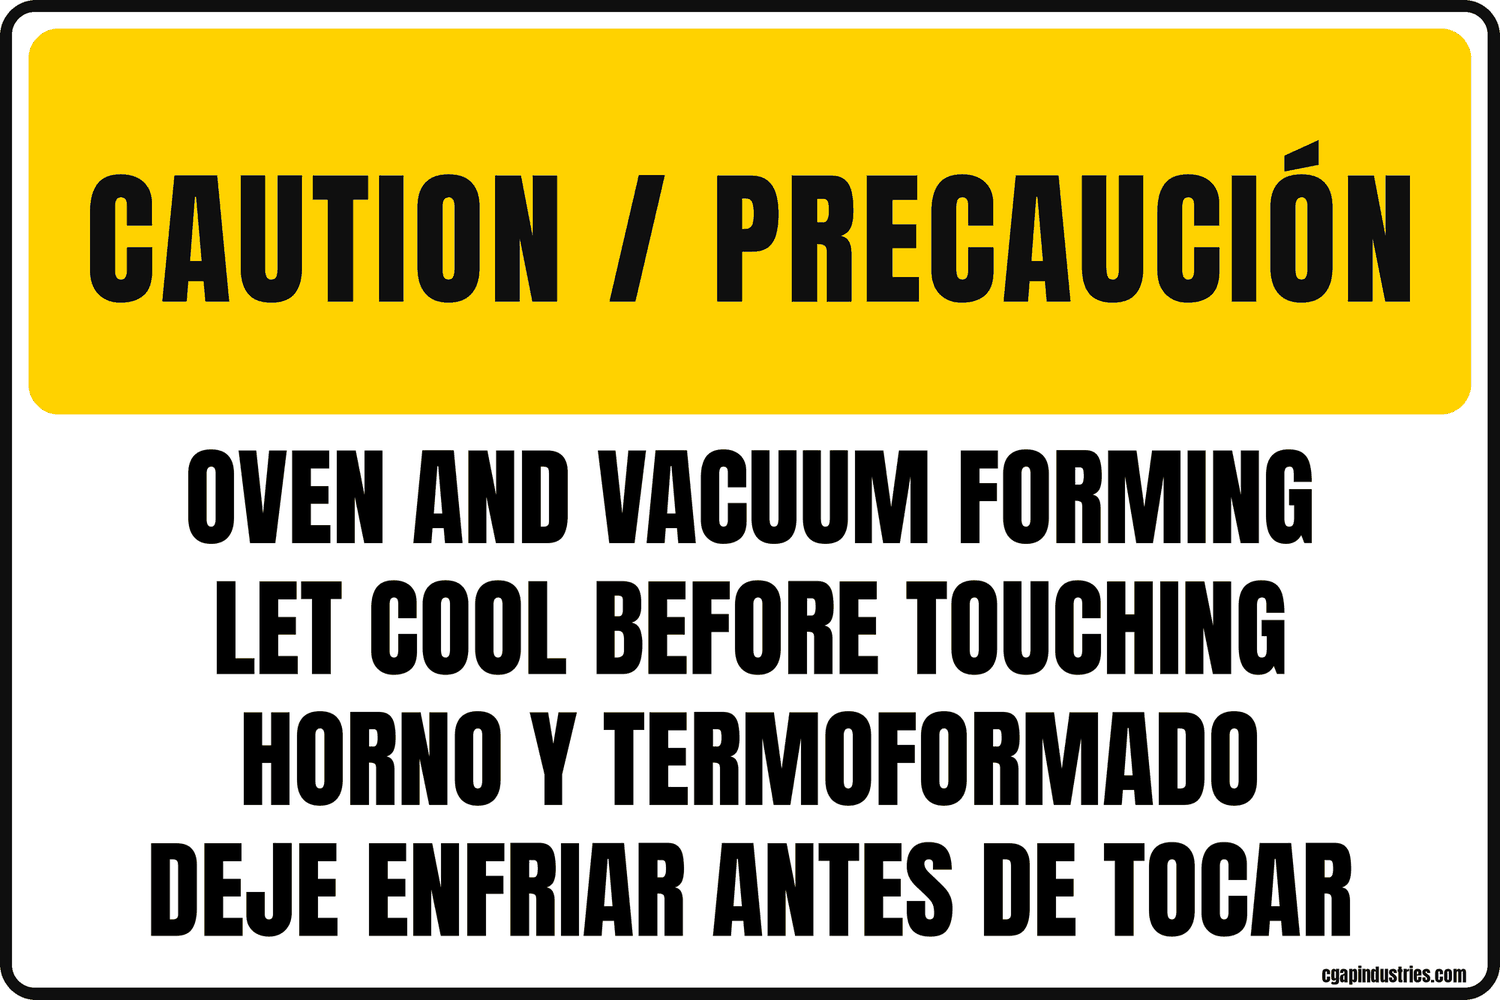 CAUTION / PRECAUCIÓN
OVEN AND VACUUM FORMING
LET COOL BEFORE TOUCHING
HORNO Y TERMOFORMADO
DEJE ENFRIAR ANTES DE TOCAR
cgapindustries.com